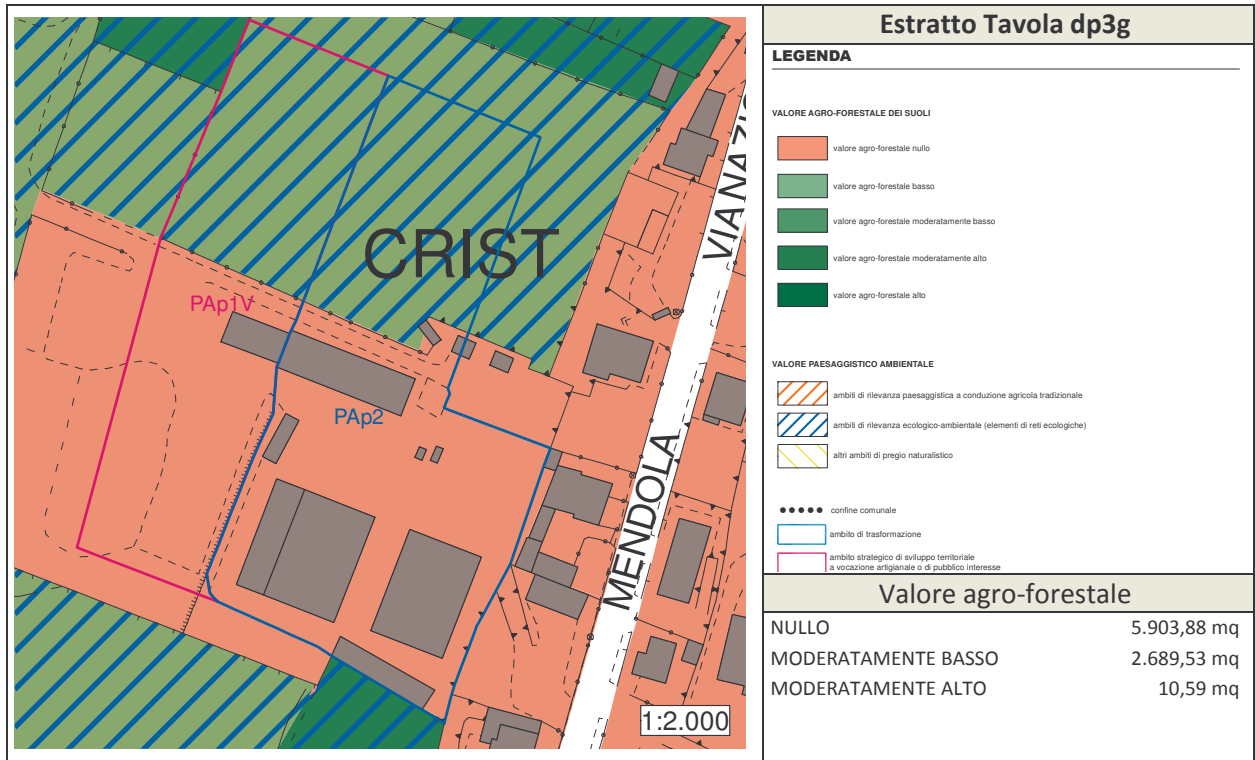 CRIST
PAp1V
PAp2
MENDOLA
1:2.000
Estratto Tavola dp3g
LEGENDA
VALORE AGRO-FORESTALE DEI SUOLI
valore agro-forestale nullo
valore agro-forestale basso
valore agro-forestale moderatamente basso
valore agro-forestale moderatamente alto
valore agro-forestale alto
VALORE PAESAGGISTICO AMBIENTALE
ambiti di rilevanza paesaggistica a conduzione agricola tradizionale
ambiti di rilevanza ecologico-ambientale (elementi di reti ecologiche)
altri ambiti di pregio naturalistico
confine comunale
ambito di trasformazione
ambito strategico di sviluppo territoriale
a vocazione artigianale o di pubblico interesse
Valore agro-forestale
NULLO 5.903,88 mq
MODERATAMENTE BASSO 2.689,53 mq
MODERATAMENTE ALTO 10,59 mq